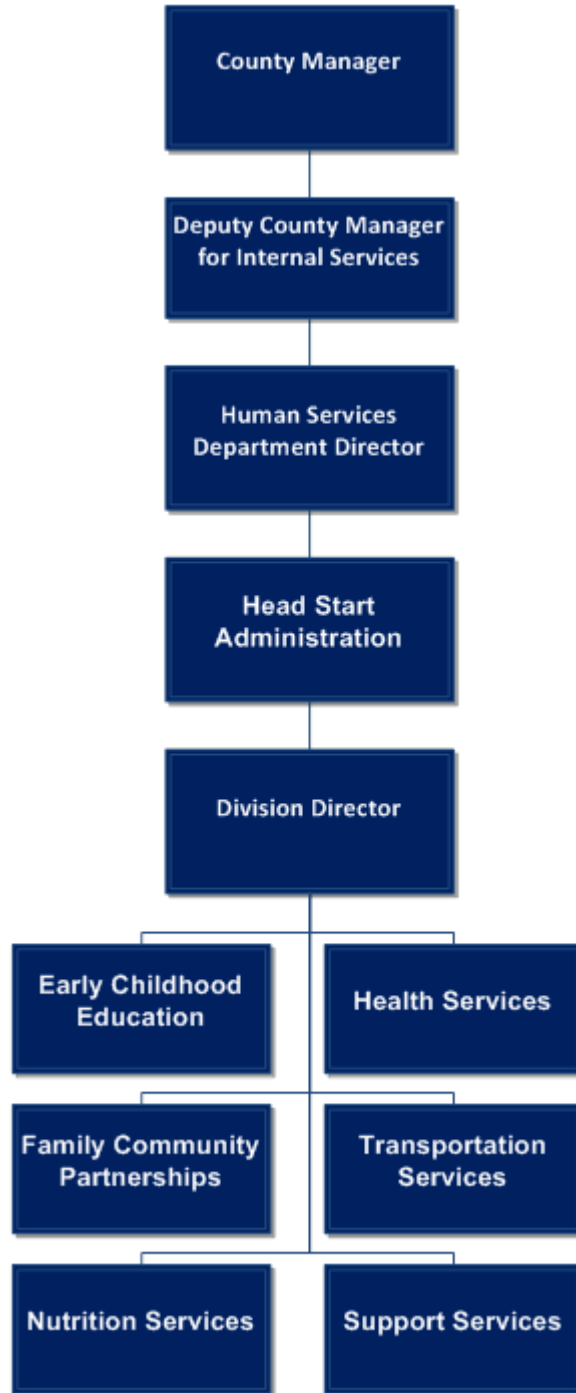 County Manager
Deputy County Manager
for Internal Services
Human Services
Department Director
Head Start
Administration
Division Director
Early Childhood
Education
Health Services
Family Community
Partnerships
Transportation
Services
Nutrition Services
Support Services